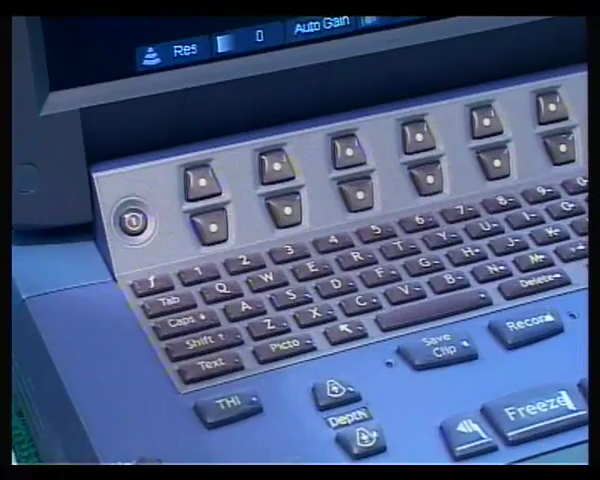 Res 0 Auto Gain
1 2 3 4 5 6 7 8 9
Q W E R T Y U I O
Tab
A S D F G H J K
Caps
Z X C V B N M
Shift
Text Picto Delete
Save Clip
Record
THI
Depth
Freeze